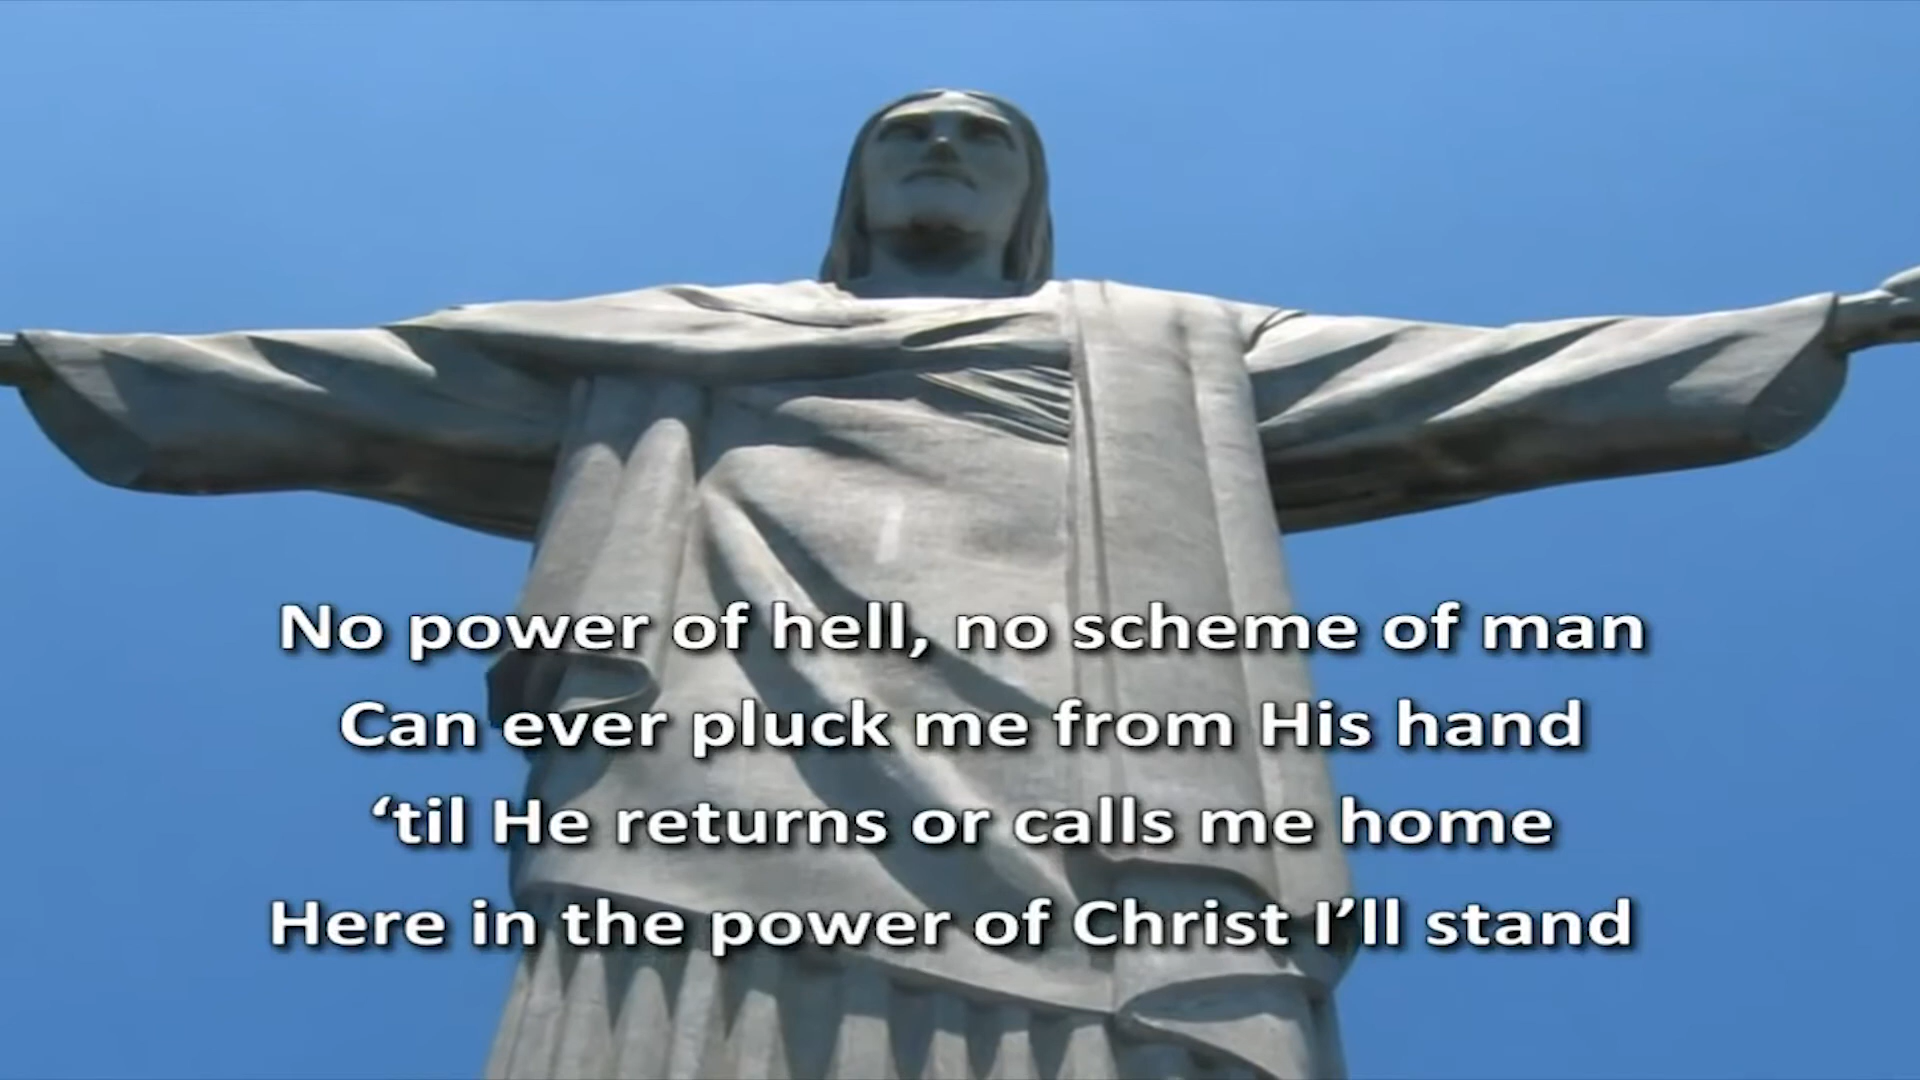 No power of hell, no scheme of man
Can ever pluck me from His hand
‘til He returns or calls me home
Here in the power of Christ I’ll stand